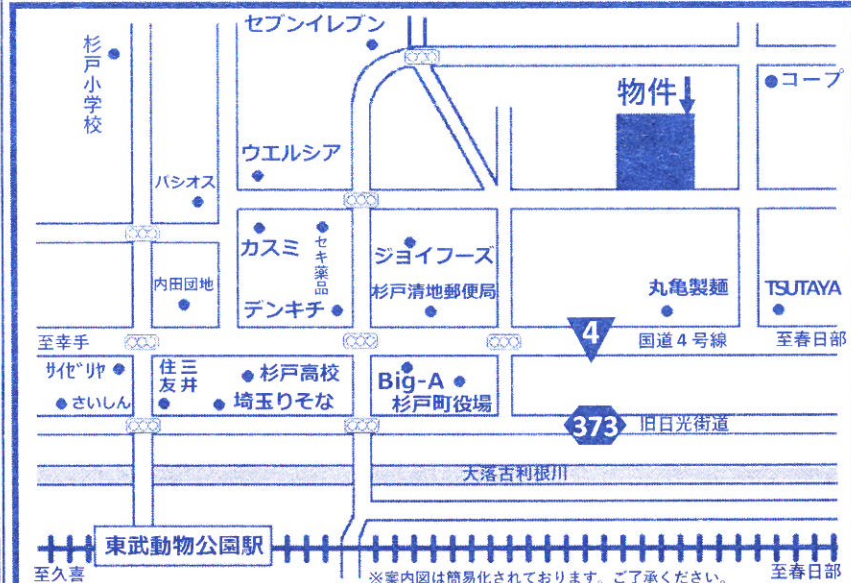 セブンイレブン
杉戸小学校
物件
コープ
ウエルシア
パシオス
カスミ
セキ薬品
ジョイフーズ
内田団地
デンキチ
杉戸清地郵便局
丸亀製麺
TSUTAYA
至幸手
4
国道4号線
至春日部
サイゼリヤ
住友
三井
杉戸高校
Big-A
さいしん
埼玉りそな
杉戸町役場
373
旧日光街道
大落古利根川
東武動物公園駅
至久喜
※案内図は簡易化されております。ご了承ください。
至春日部